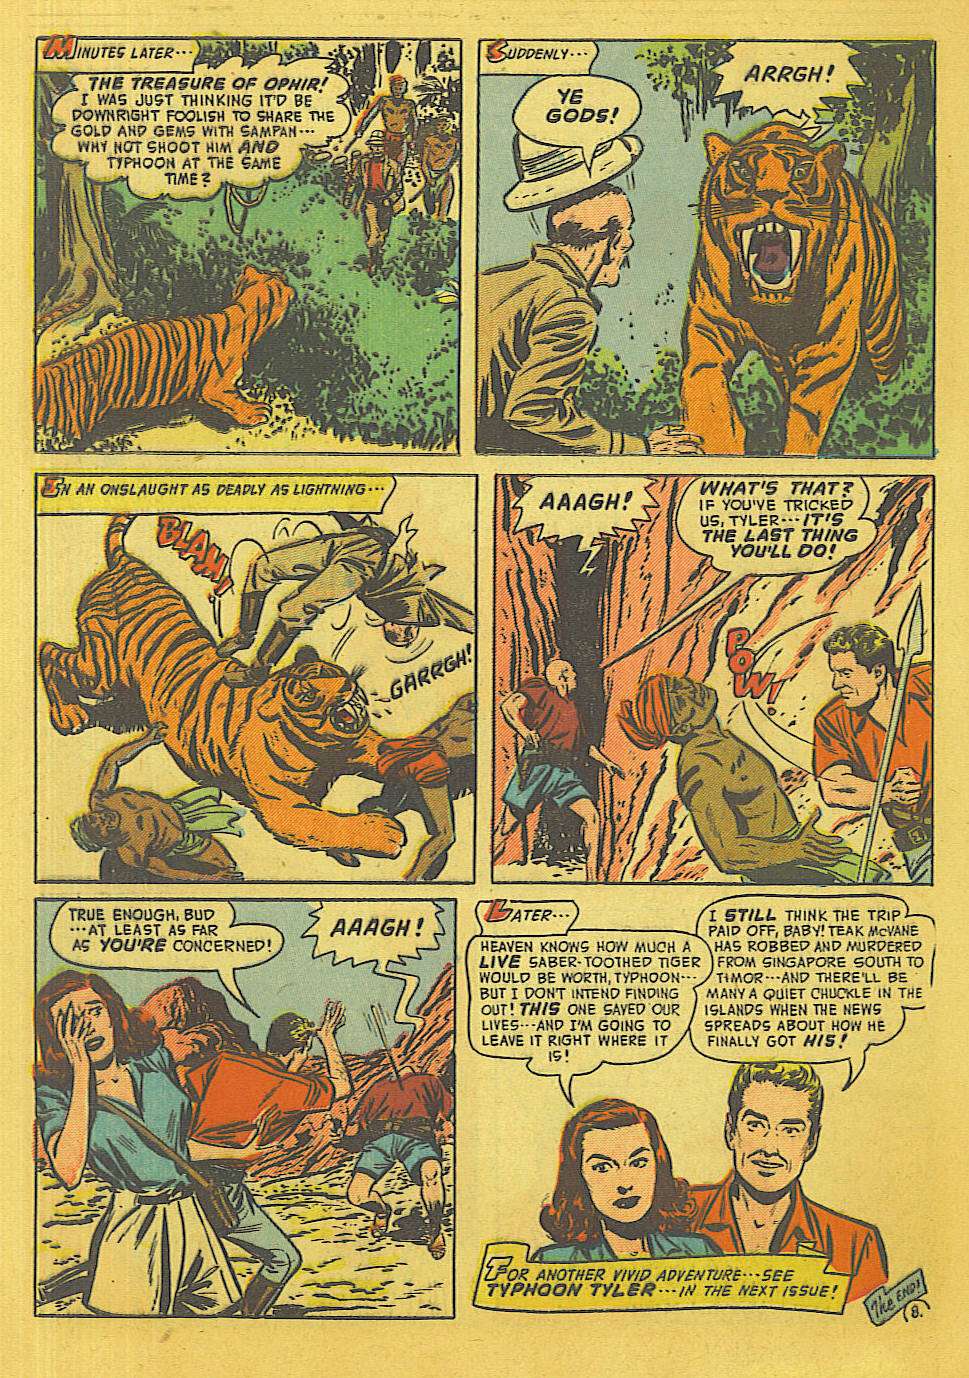 MINUTES LATER...
THE TREASURE OF OPHIR!
I WAS JUST THINKING IT'D BE
DOWNRIGHT FOOLISH TO SHARE THE
GOLD AND GEMS WITH SAMPAN...
WHY NOT SHOOT HIM AND
TYPHOON AT THE SAME
TIME?
SUDDENLY...
YE
GODS!
ARRGH!
IN AN ONSLAUGHT AS DEADLY AS LIGHTNING...
BLAM!
GARRGH!
AAAGH!
WHAT'S THAT?
IF YOU'VE TRICKED
US, TYLER...IT'S
THE LAST THING
YOU'LL DO!
POW!
TRUE ENOUGH, BUD
...AT LEAST AS FAR
AS YOU'RE CONCERNED!
AAAGH!
LATER...
HEAVEN KNOWS HOW MUCH A
LIVE SABER-TOOTHED TIGER
WOULD BE WORTH, TYPHOON...
BUT I DON'T INTEND FINDING
OUT! THIS ONE SAVED OUR
LIVES...AND I'M GOING TO
LEAVE IT RIGHT WHERE IT
IS!
I STILL THINK THE TRIP
PAID OFF, BABY! TEAK McVANE
HAS ROBBED AND MURDERED
FROM SINGAPORE SOUTH TO
TIMOR...AND THERE'LL BE
MANY A QUIET CHUCKLE IN THE
ISLANDS WHEN THE NEWS
SPREADS ABOUT HOW HE
FINALLY GOT HIS!
FOR ANOTHER VIVID ADVENTURE...SEE
TYPHOON TYLER...IN THE NEXT ISSUE!
The END!
8.